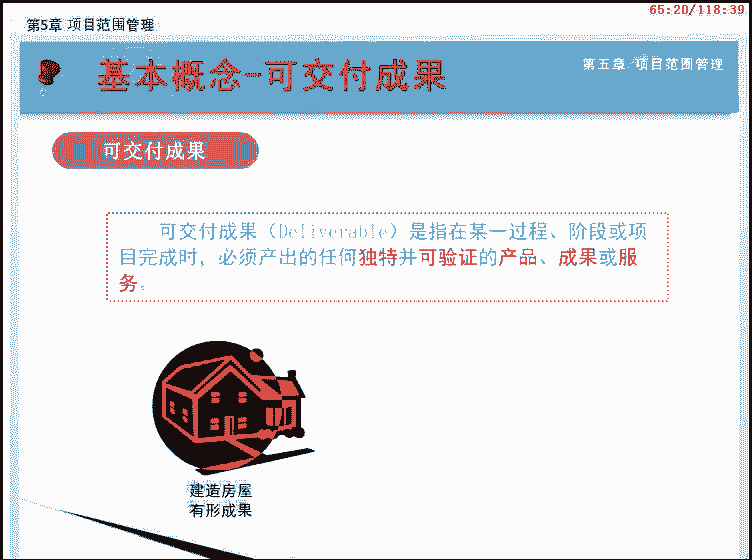 65:20/118:39
第5章 项目范围管理
基本概念-可交付成果
第五章 项目范围管理
可交付成果
可交付成果（Deliverable）是指在某一过程、阶段或项
目完成时，必须产出的任何独特并可验证的产品、成果或服
务。
建造房屋
有形成果